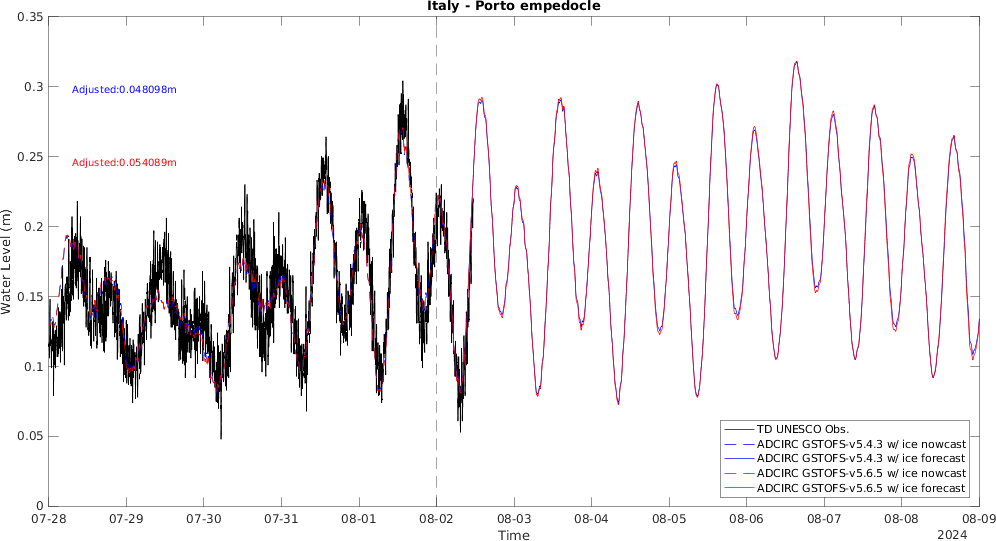 Italy - Porto empedocle
0.35
0.3
0.25
0.2
0.15
0.1
0.05
0
Water Level (m)
Adjusted:0.048098m
Adjusted:0.054089m
TD UNESCO Obs.
ADCIRC GSTOFS-v5.4.3 w/ ice nowcast
ADCIRC GSTOFS-v5.4.3 w/ ice forecast
ADCIRC GSTOFS-v5.6.5 w/ ice nowcast
ADCIRC GSTOFS-v5.6.5 w/ ice forecast
07-28 07-29 07-30 07-31 08-01 08-02 08-03 08-04 08-05 08-06 08-07 08-08 08-09
Time
2024